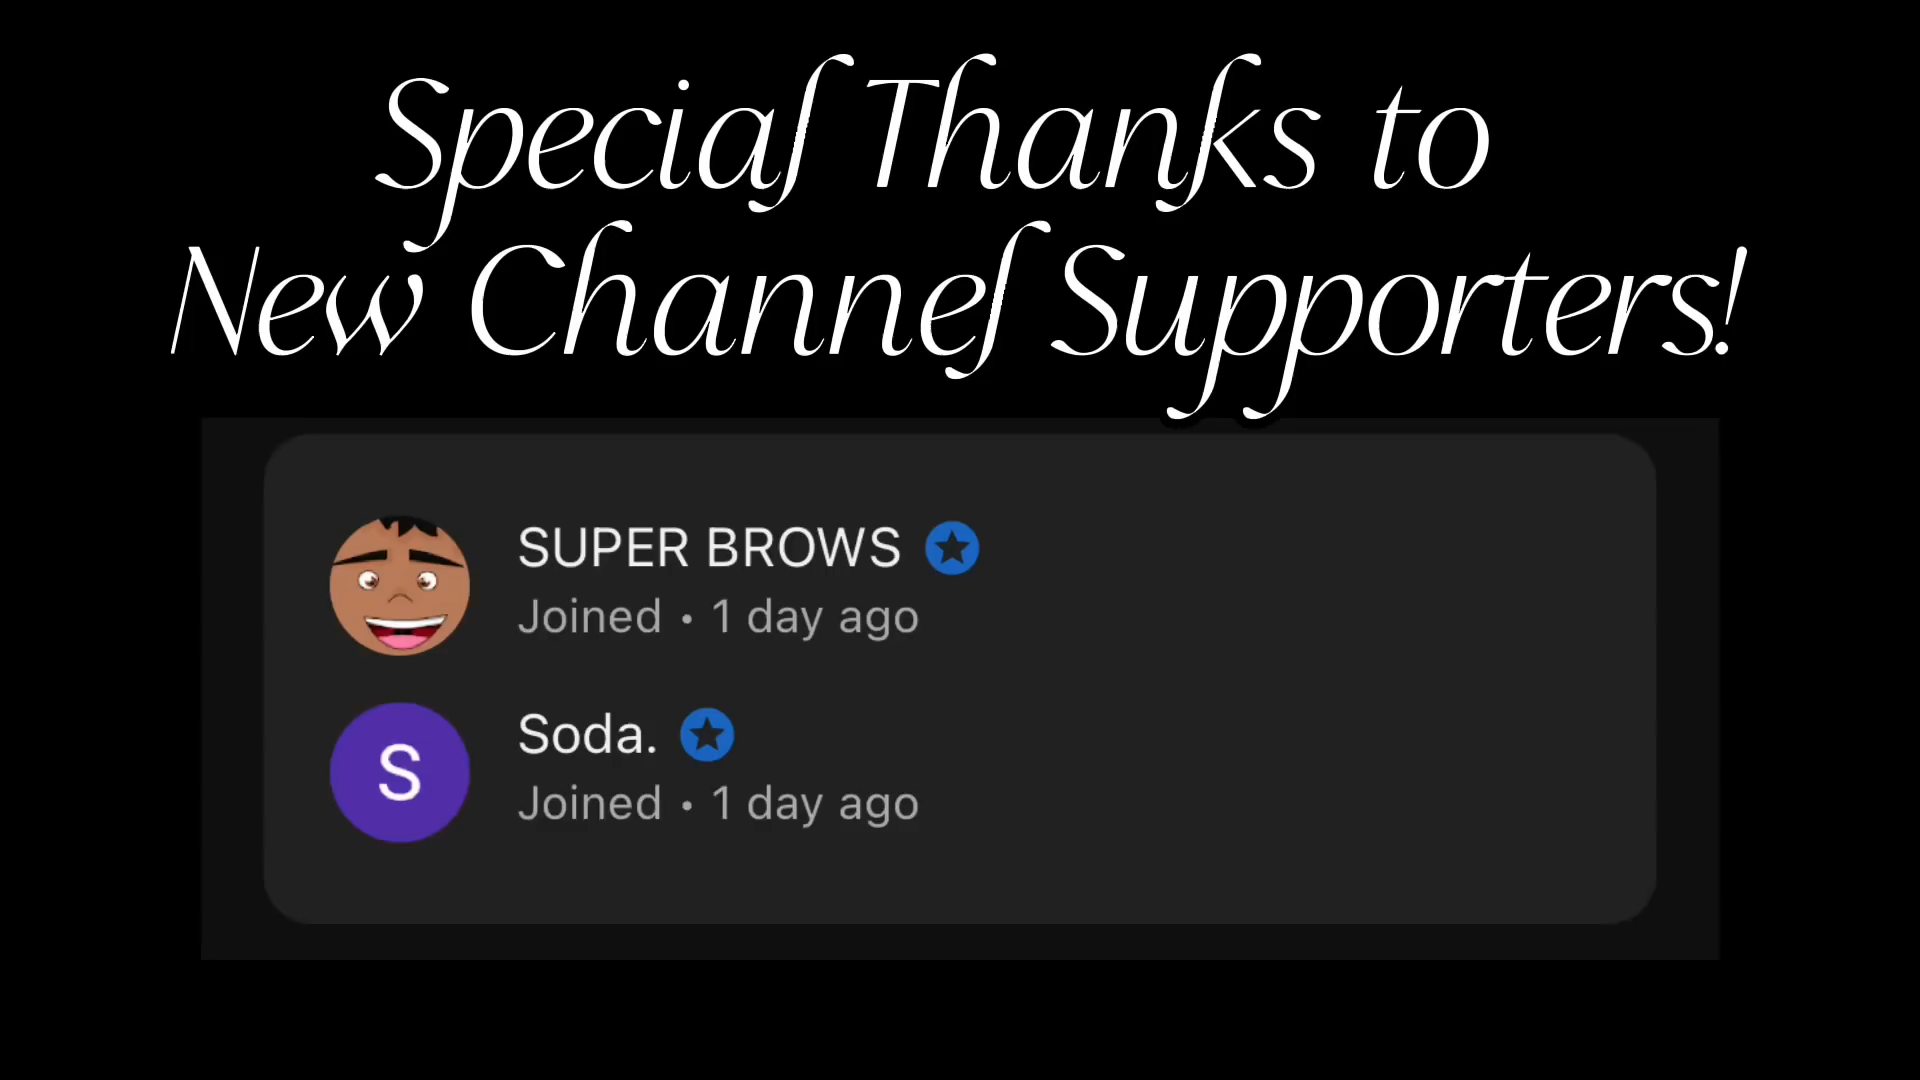 Special Thanks to
New Channel Supporters!
SUPER BROWS
Joined • 1 day ago
S
Soda.
Joined • 1 day ago